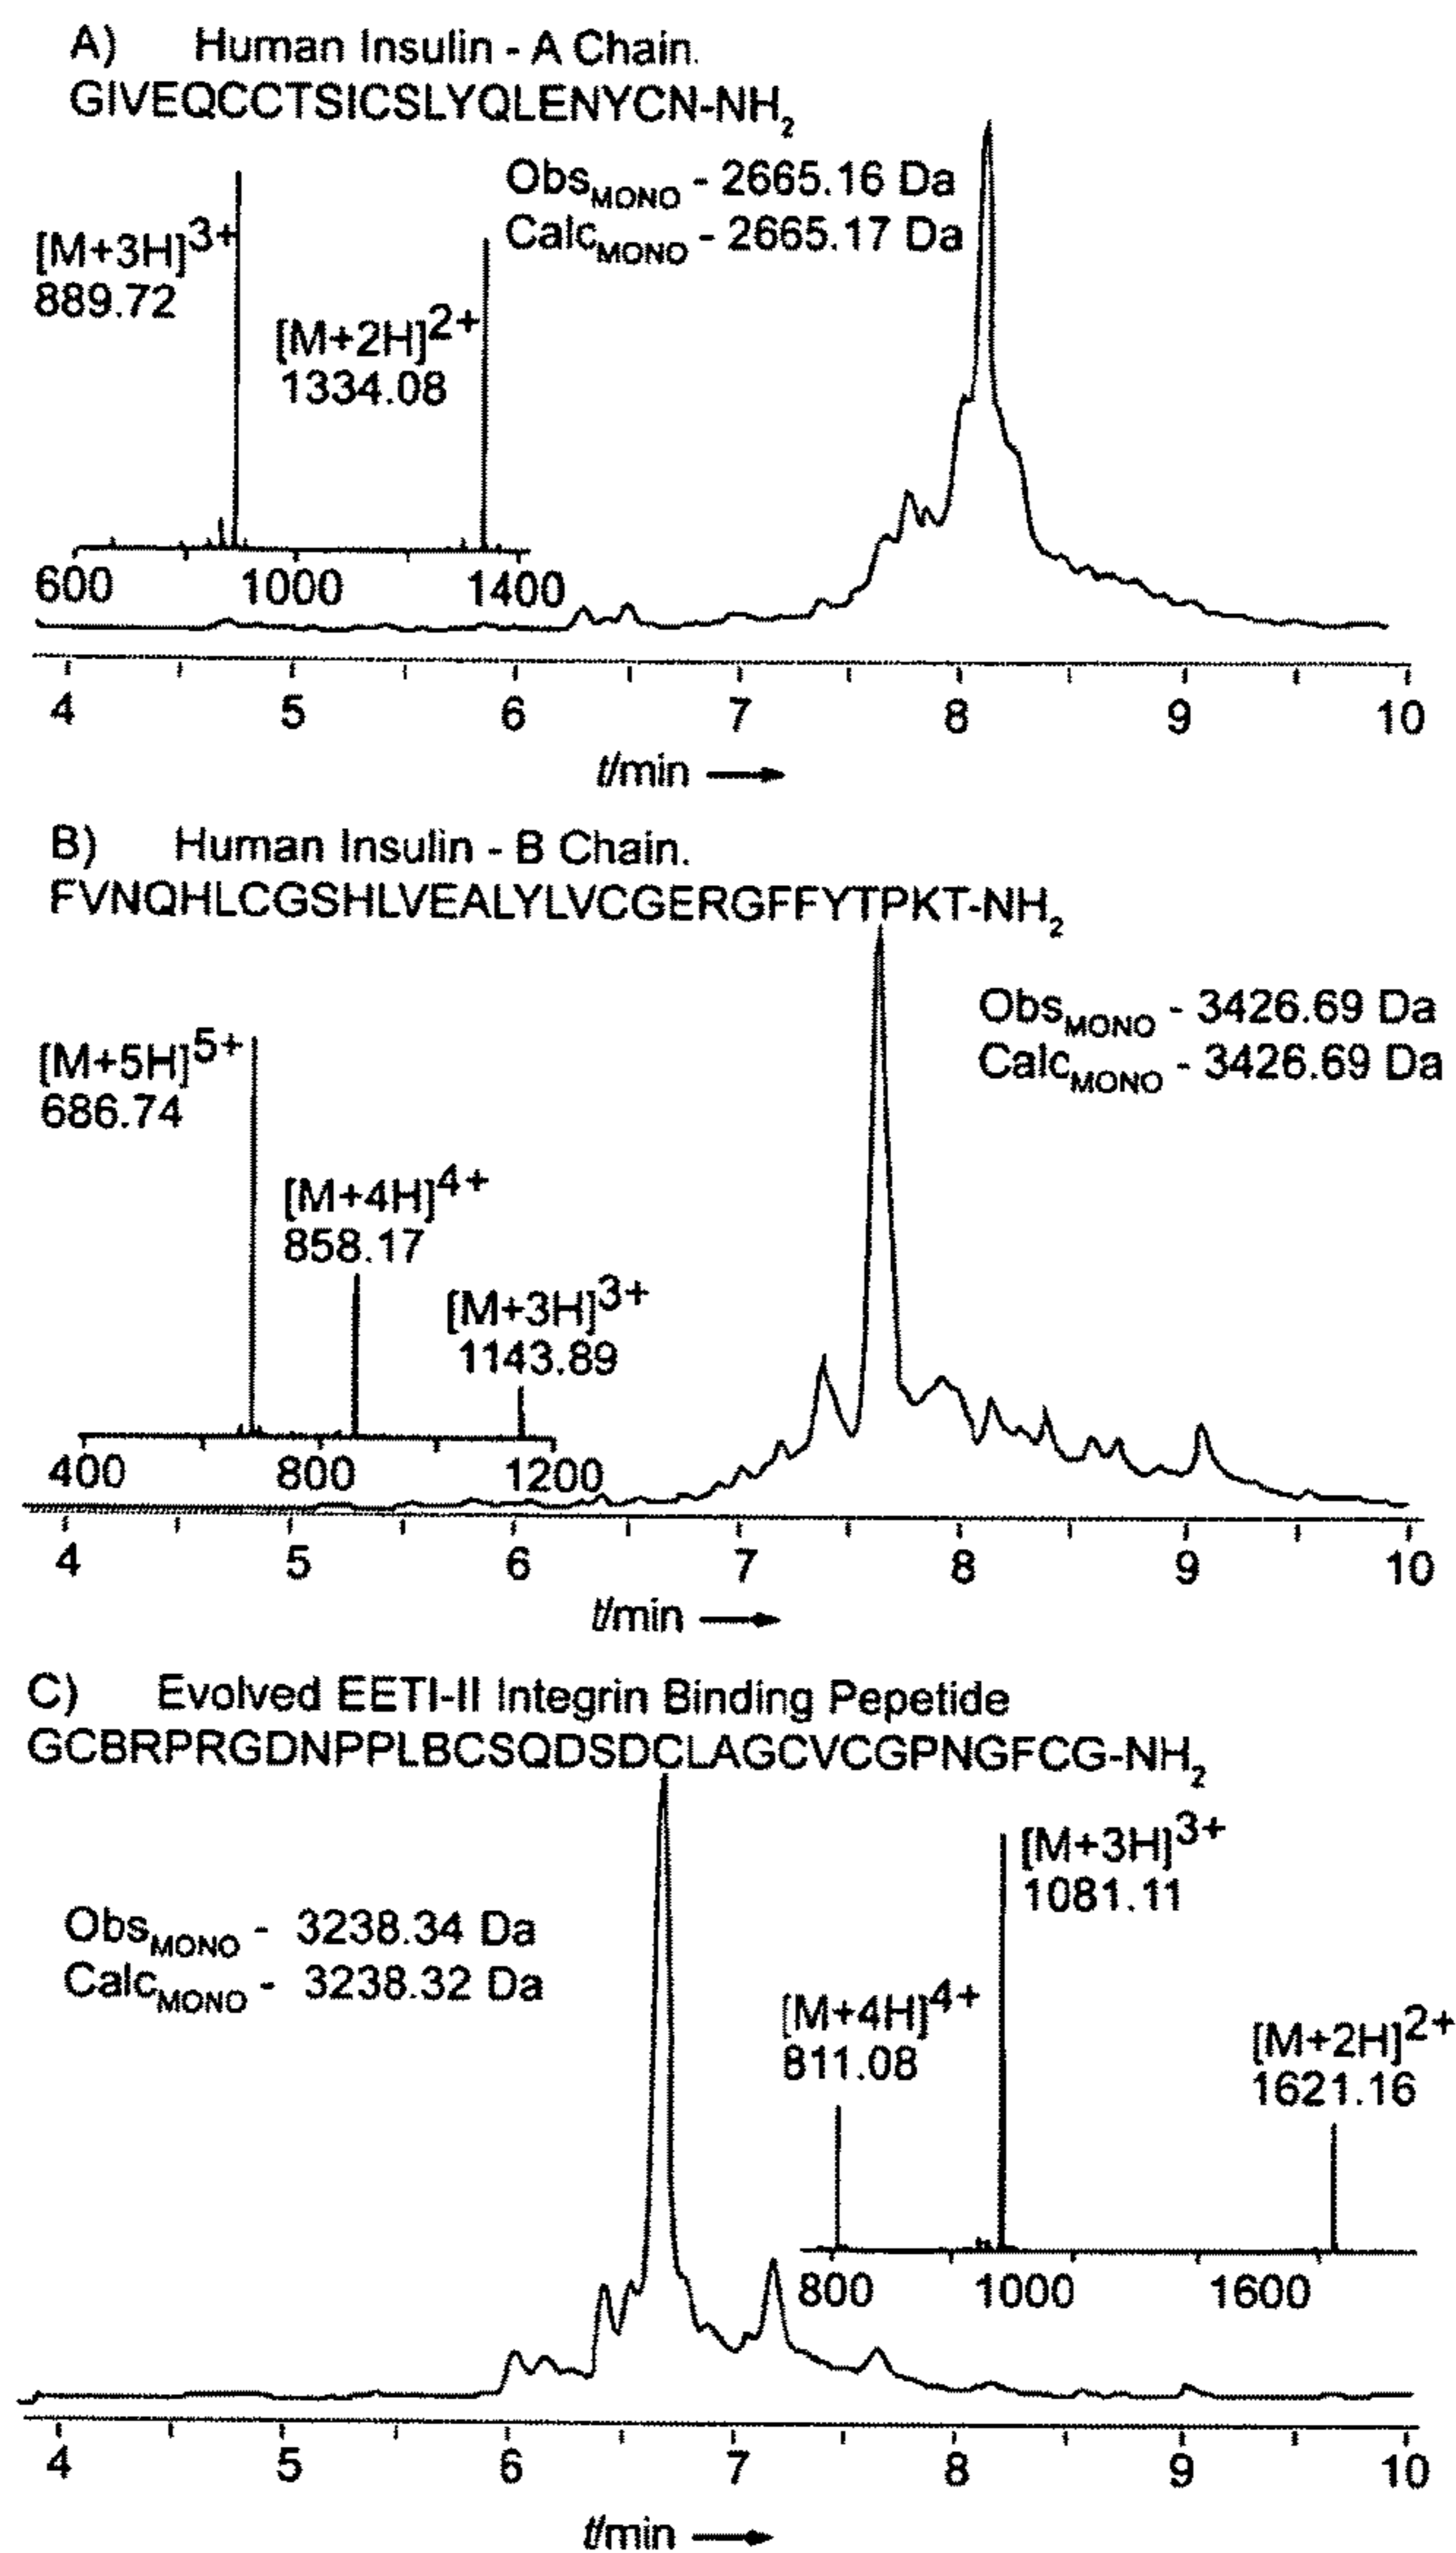 A) Human Insulin - A Chain.
GIVEQCCTSICSLYQLENYCN-NH2
ObsMONO - 2665.16 Da
CalcMONO - 2665.17 Da
[M+3H]3+
889.72
[M+2H]2+
1334.08
600 1000 1400
4 5 6 7 8 9 10
t/min
B) Human Insulin - B Chain.
FVNQHLCGSHLVEALYLVCGERGFFYTPKT-NH2
ObsMONO - 3426.69 Da
CalcMONO - 3426.69 Da
[M+5H]5+
686.74
[M+4H]4+
858.17
[M+3H]3+
1143.89
400 800 1200
4 5 6 7 8 9 10
t/min
C) Evolved EETI-II Integrin Binding Pepetide
GCBRPRGDNPPLBCSQDSDCLAGCVCGPNGFCG-NH2
[M+3H]3+
1081.11
ObsMONO - 3238.34 Da
CalcMONO - 3238.32 Da
[M+4H]4+
811.08
[M+2H]2+
1621.16
800 1000 1600
4 5 6 7 8 9 10
t/min